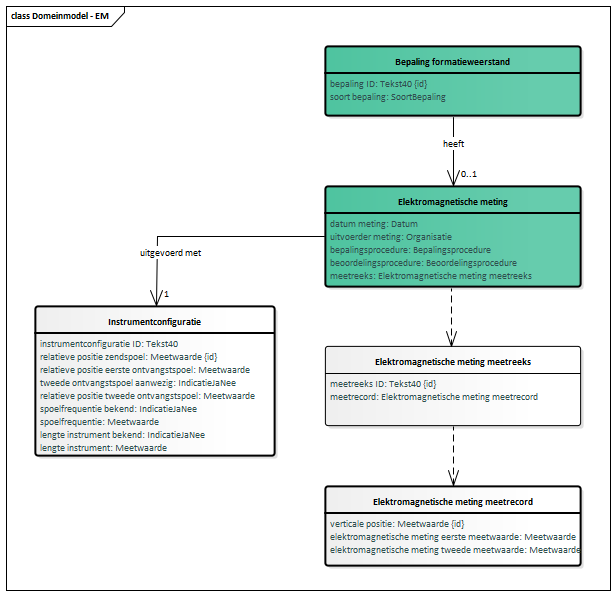 class Domeinmodel - EM
Bepaling formatieweerstand
bepaling ID: Tekst40 {id}
soort bepaling: SoortBepaling
heeft
0..1
Elektromagnetische meting
datum meting: Datum
uitvoerder meting: Organisatie
bepalingsprocedure: Bepalingsprocedure
beoordelingsprocedure: Beoordelingsprocedure
meetreeks: Elektromagnetische meting meetreeks
uitgevoerd met
1
Instrumentconfiguratie
instrumentconfiguratie ID: Tekst40
relatieve positie zendspoel: Meetwaarde {id}
relatieve positie eerste ontvangstspoel: Meetwaarde
tweede ontvangstspoel aanwezig: IndicatieJaNee
relatieve positie tweede ontvangstspoel: Meetwaarde
spoelfrequentie bekend: IndicatieJaNee
spoelfrequentie: Meetwaarde
lengte instrument bekend: IndicatieJaNee
lengte instrument: Meetwaarde
Elektromagnetische meting meetreeks
meetreeks ID: Tekst40 {id}
meetrecord: Elektromagnetische meting meetrecord
Elektromagnetische meting meetrecord
verticale positie: Meetwaarde {id}
elektromagnetische meting eerste meetwaarde: Meetwaarde
elektromagnetische meting tweede meetwaarde: Meetwaarde